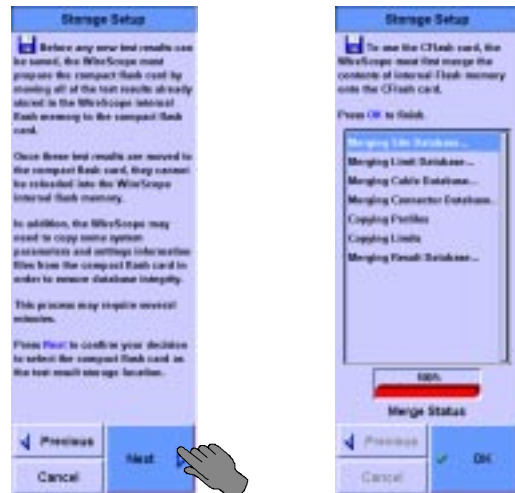 Storage Setup
Before any new test results can
be saved, the WireScope must
prepare the compact flash card by
moving all of the test results already
stored in the WireScope internal
flash memory to the compact flash
card.
Once these test results are moved to
the compact flash card, they cannot
be reloaded into the WireScope
internal flash memory.
In addition, the WireScope may
need to copy some system
parameters and settings information
files from the compact flash card in
order to ensure database integrity.
This process may require several
minutes.
Press Next to confirm your decision
to select the compact flash card as
the test result storage location.
Previous
Next
Cancel
Storage Setup
To use the CFlash card, the
WireScope must first merge the
contents of internal Flash memory
onto the CFlash card.
Press OK to finish.
Merging Site Database...
Merging Limit Database...
Merging Cable Database...
Merging Connector Database...
Copying Profiles
Copying Limits
Merging Result Database...
100%
Merge Status
Previous
OK
Cancel